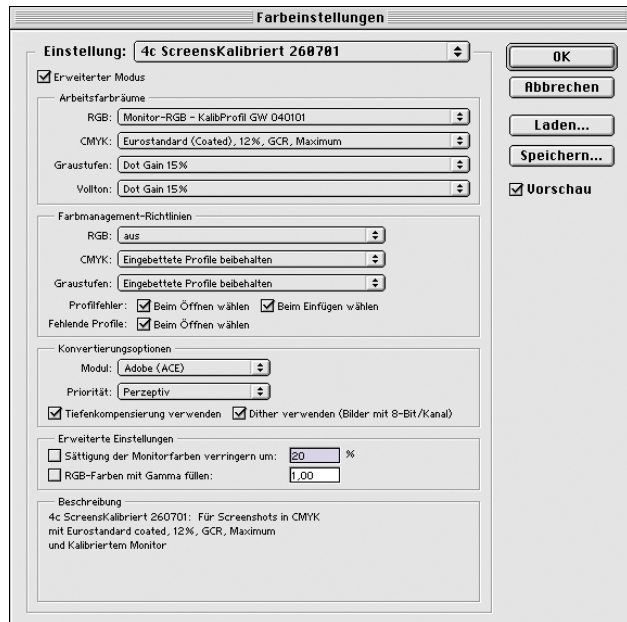 Farbeinstellungen
Einstellung: 4c ScreensKalibriert 260701
OK
Erweiterter Modus
Abbrechen
Arbeitsfarbräume
RGB: Monitor-RGB - KalibProfil GW 040101
Laden...
CMYK: Eurostandard (Coated), 12%, GCR, Maximum
Speichern...
Graustufen: Dot Gain 15%
Vollton: Dot Gain 15%
Vorschau
Farbmanagement-Richtlinien
RGB: aus
CMYK: Eingebettete Profile beibehalten
Graustufen: Eingebettete Profile beibehalten
Profilfehler: Beim Öffnen wählen Beim Einfügen wählen
Fehlende Profile: Beim Öffnen wählen
Konvertierungsoptionen
Modul: Adobe (ACE)
Priorität: Perzeptiv
Tiefenkompensierung verwenden Dither verwenden (Bilder mit 8-Bit/Kanal)
Erweiterte Einstellungen
Sättigung der Monitorfarben verringern um: 20 %
RGB-Farben mit Gamma füllen: 1,00
Beschreibung
4c ScreensKalibriert 260701: Für Screenshots in CMYK
mit Eurostandard coated, 12%, GCR, Maximum
und Kalibriertem Monitor